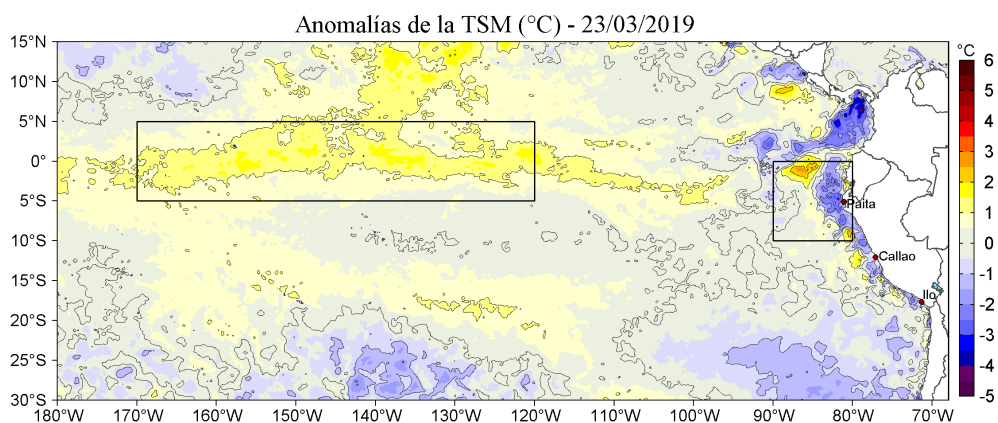 Anomalías de la TSM (°C) - 23/03/2019
15°N
10°N
5°N
0°
5°S
10°S
15°S
20°S
25°S
30°S
180°W
170°W
160°W
150°W
140°W
130°W
120°W
110°W
100°W
90°W
80°W
70°W
Paita
Callao
Ilo
°C
6
5
4
3
2
1
0
-1
-2
-3
-4
-5